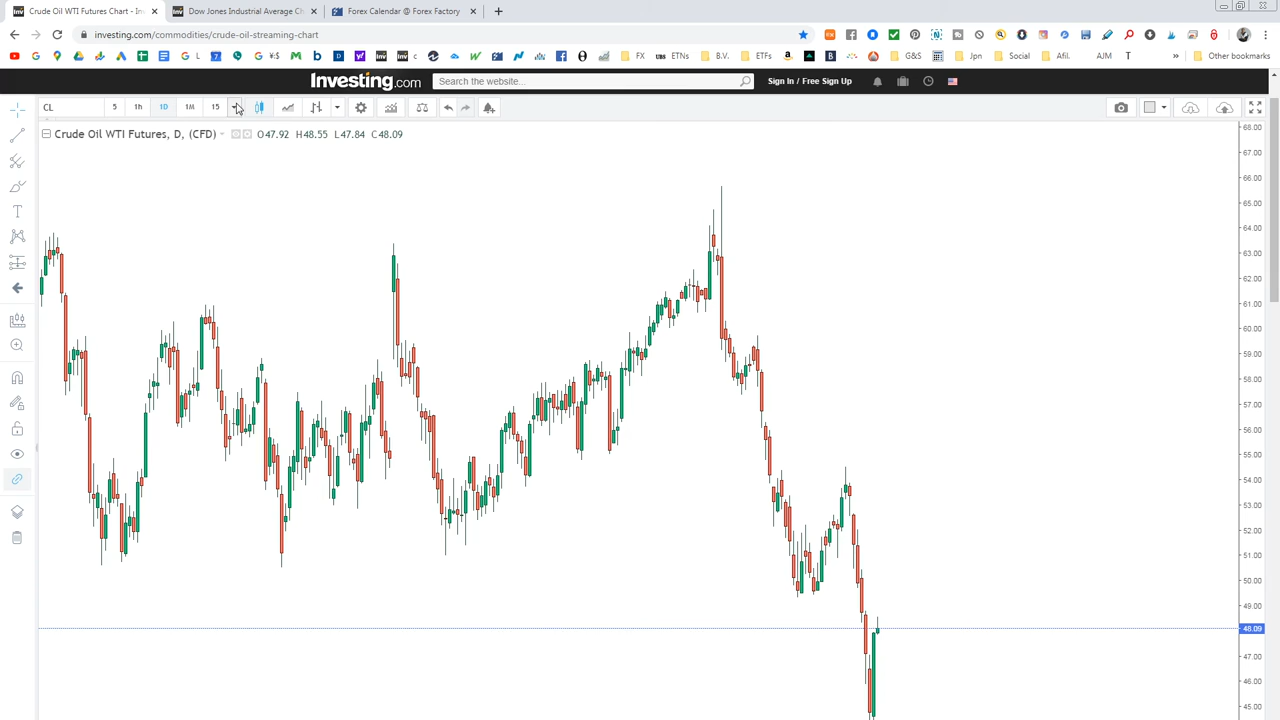 Crude Oil WTI Futures Chart - In
Dow Jones Industrial Average Ch
Forex Calendar @ Forex Factory
investing.com/commodities/crude-oil-streaming-chart
G L
G ¥$
M
b
FX
ETNs
B.V.
ETFs
G&S
Jpn
Social
Afil.
AM
T
»
Other bookmarks
Investing.com
Search the website...
Sign In / Free Sign Up
CL
5
1h
1D
1M
15
Crude Oil WTI Futures, D, (CFD)
O47.92 H48.55 L47.84 C48.09
68.00
67.00
66.00
65.00
64.00
63.00
62.00
61.00
60.00
59.00
58.00
57.00
56.00
55.00
54.00
53.00
52.00
51.00
50.00
49.00
48.09
47.00
46.00
45.00